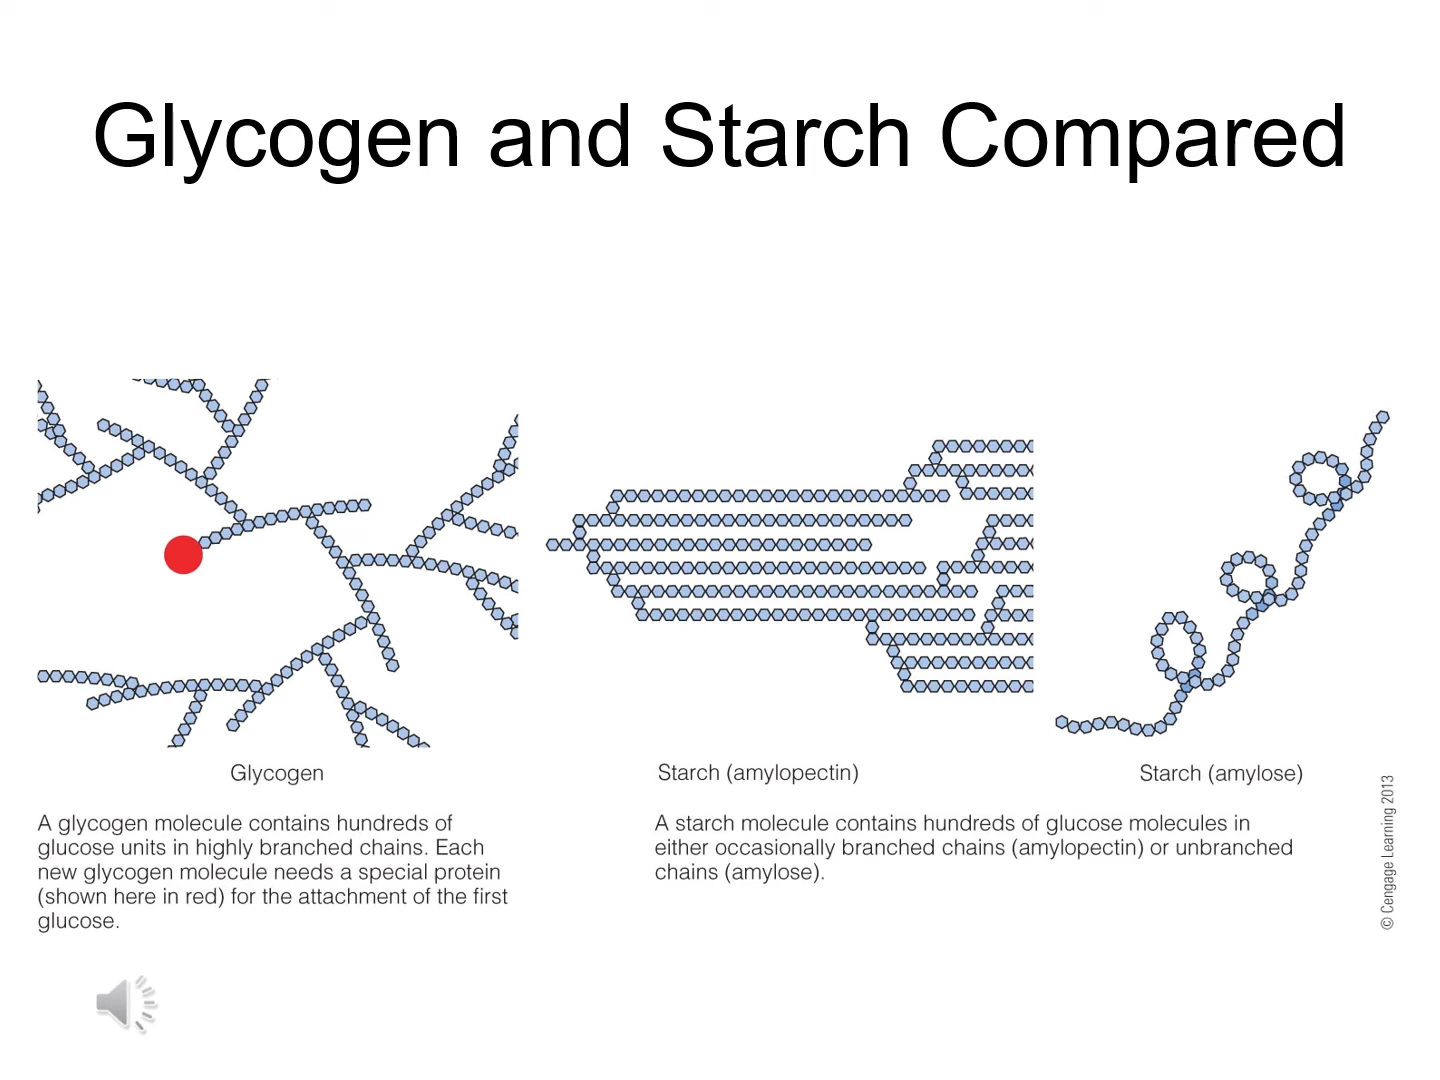 Glycogen and Starch Compared
Glycogen
A glycogen molecule contains hundreds of
glucose units in highly branched chains. Each
new glycogen molecule needs a special protein
(shown here in red) for the attachment of the first
glucose.
Starch (amylopectin)
Starch (amylose)
A starch molecule contains hundreds of glucose molecules in
either occasionally branched chains (amylopectin) or unbranched
chains (amylose).
© Cengage Learning 2013